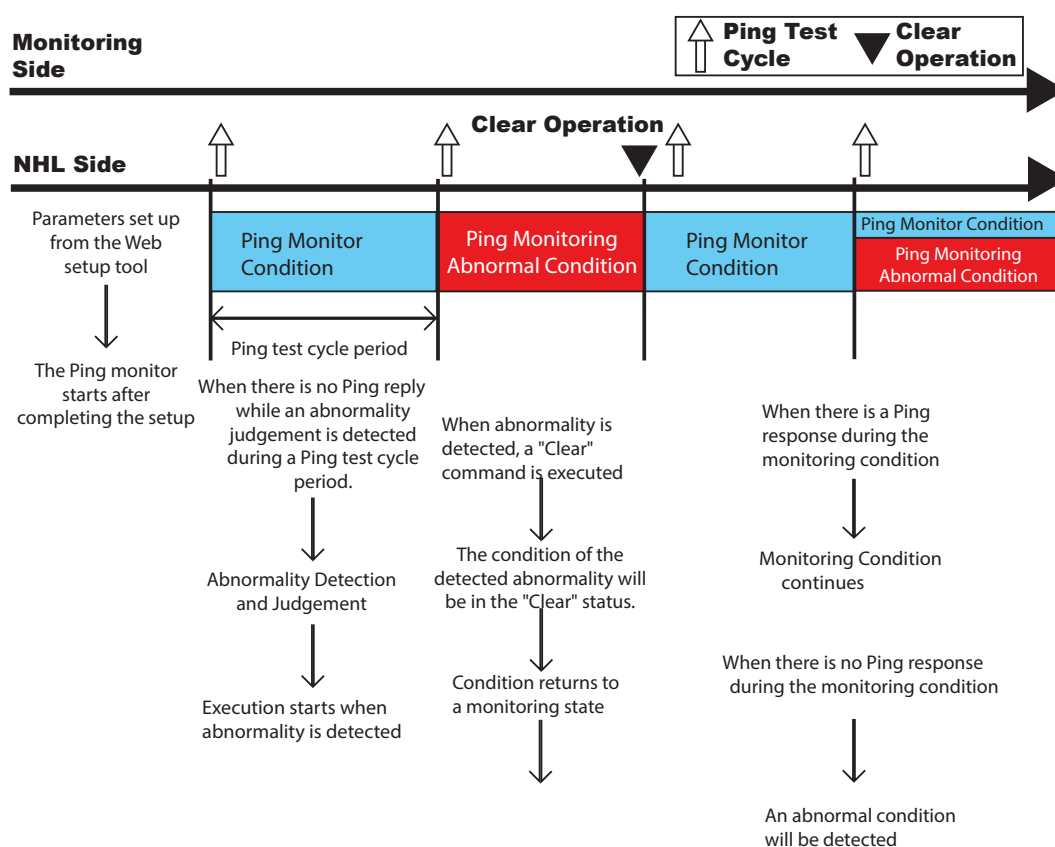 Monitoring
Side
Ping Test
Cycle
Clear
Operation
Clear Operation
NHL Side
Parameters set up
from the Web
setup tool
The Ping monitor
starts after
completing the setup
Ping Monitor
Condition
Ping Monitoring
Abnormal Condition
Ping Monitor
Condition
Ping Monitor Condition
Ping Monitoring
Abnormal Condition
Ping test cycle period
When there is no Ping reply
while an abnormality
judgement is detected
during a Ping test cycle
period.
Abnormality Detection
and Judgement
Execution starts when
abnormality is detected
When abnormality is
detected, a "Clear"
command is executed
The condition of the
detected abnormality will
be in the "Clear" status.
Condition returns to
a monitoring state
When there is a Ping
response during the
monitoring condition
Monitoring Condition
continues
When there is no Ping response
during the monitoring condition
An abnormal condition
will be detected